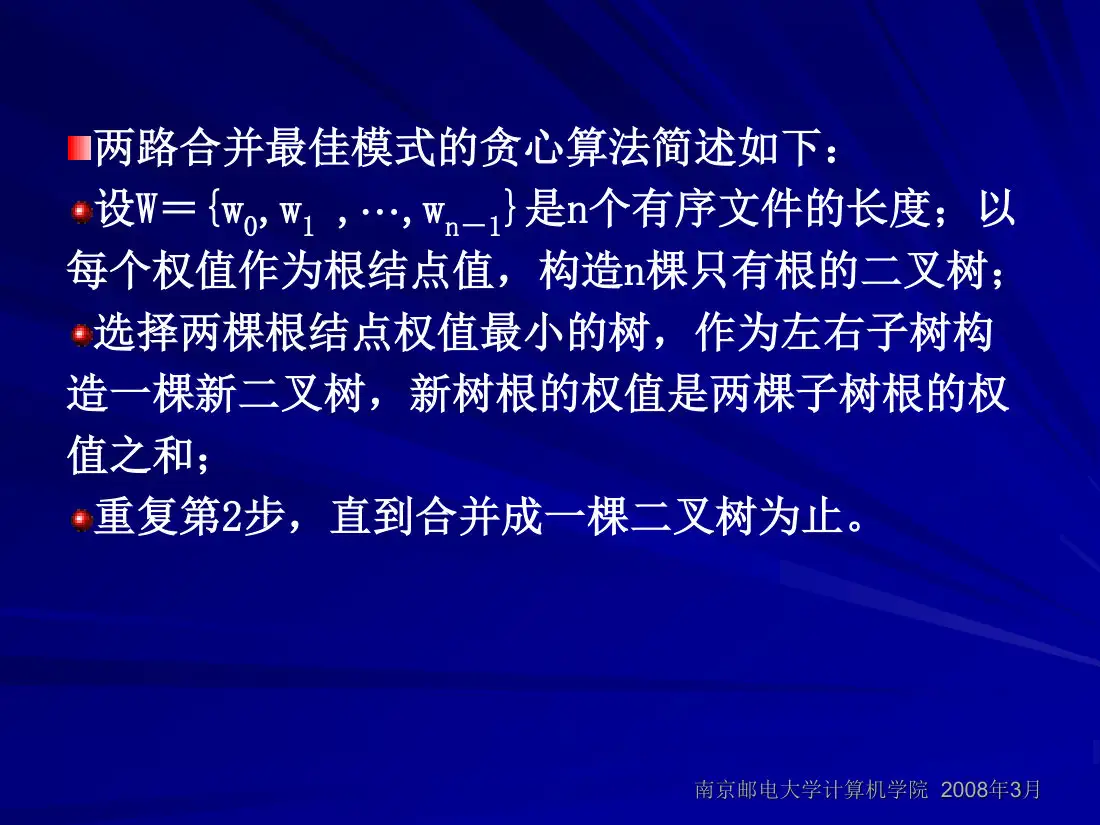 两路合并最佳模式的贪心算法简述如下：
设W＝{w0,w1 ,…,wn－1}是n个有序文件的长度；以
每个权值作为根结点值，构造n棵只有根的二叉树；
选择两棵根结点权值最小的树，作为左右子树构
造一棵新二叉树，新树根的权值是两棵子树根的权
值之和；
重复第2步，直到合并成一棵二叉树为止。
南京邮电大学计算机学院 2008年3月